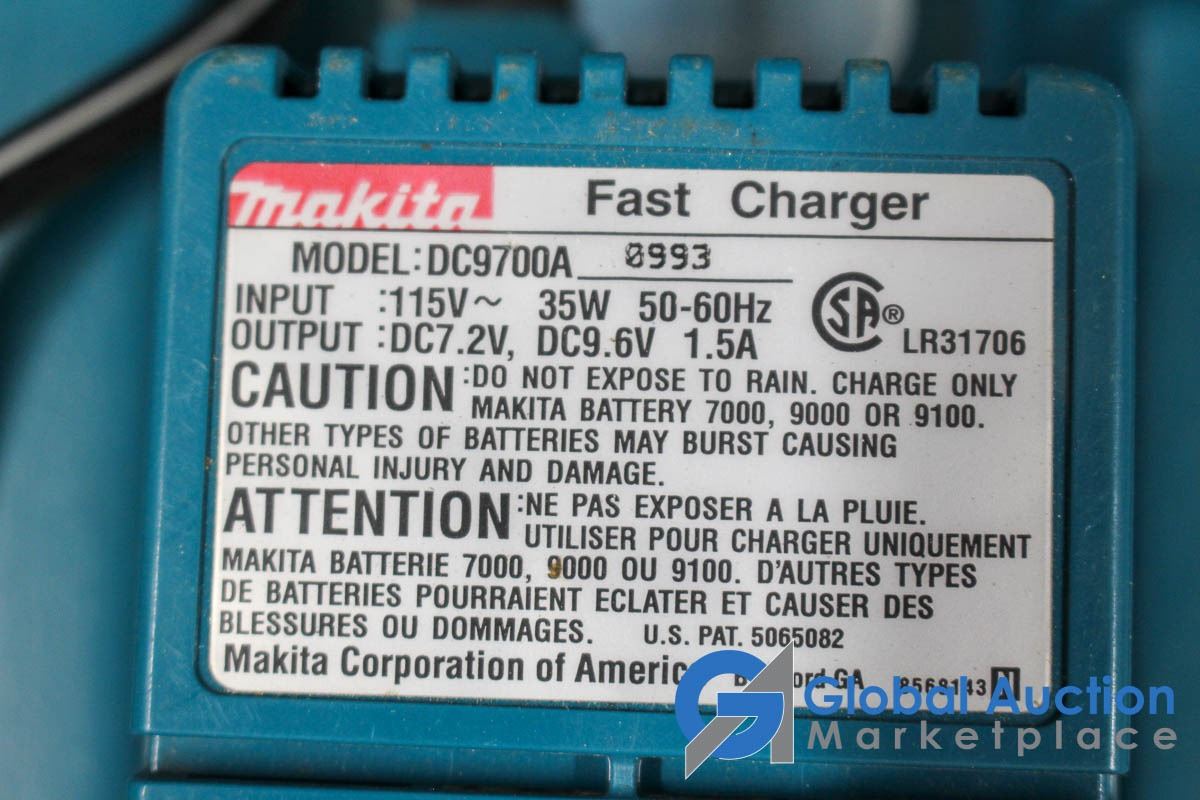 makita Fast Charger
MODEL:DC9700A 0993
INPUT :115V~ 35W 50-60Hz
OUTPUT :DC7.2V, DC9.6V 1.5A
SA ® LR31706
CAUTION :DO NOT EXPOSE TO RAIN. CHARGE ONLY
MAKITA BATTERY 7000, 9000 OR 9100.
OTHER TYPES OF BATTERIES MAY BURST CAUSING
PERSONAL INJURY AND DAMAGE.
ATTENTION :NE PAS EXPOSER A LA PLUIE.
UTILISER POUR CHARGER UNIQUEMENT
MAKITA BATTERIE 7000, 9000 OU 9100. D'AUTRES TYPES
DE BATTERIES POURRAIENT ECLATER ET CAUSER DES
BLESSURES OU DOMMAGES. U.S. PAT. 5065082
Makita Corporation of GA
Global Auction
Marketplace